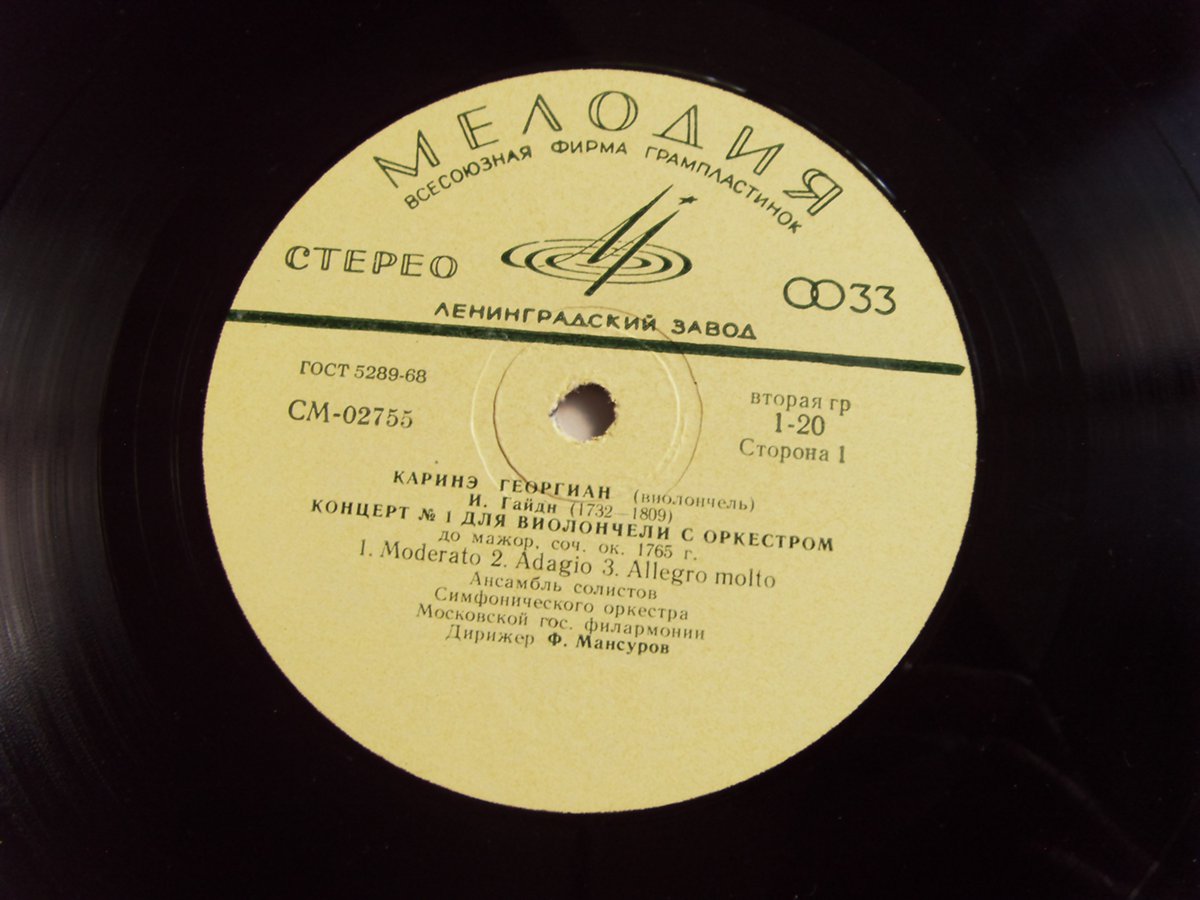 МЕЛОДИЯ
ВСЕСОЮЗНАЯ ФИРМА ГРАМПЛАСТИНОК
СТЕРЕО
33
ЛЕНИНГРАДСКИЙ ЗАВОД
ГОСТ 5289-68
СМ-02755
вторая гр
1-20
Сторона 1
КАРИНЭ ГЕОРГИАН (виолончель)
И. Гайдн (1732—1809)
КОНЦЕРТ № 1 ДЛЯ ВИОЛОНЧЕЛИ С ОРКЕСТРОМ
до мажор, соч. ок. 1765 г.
1. Moderato 2. Adagio 3. Allegro molto
Ансамбль солистов
Симфонического оркестра
Московской гос. филармонии
Дирижер Ф. Мансуров